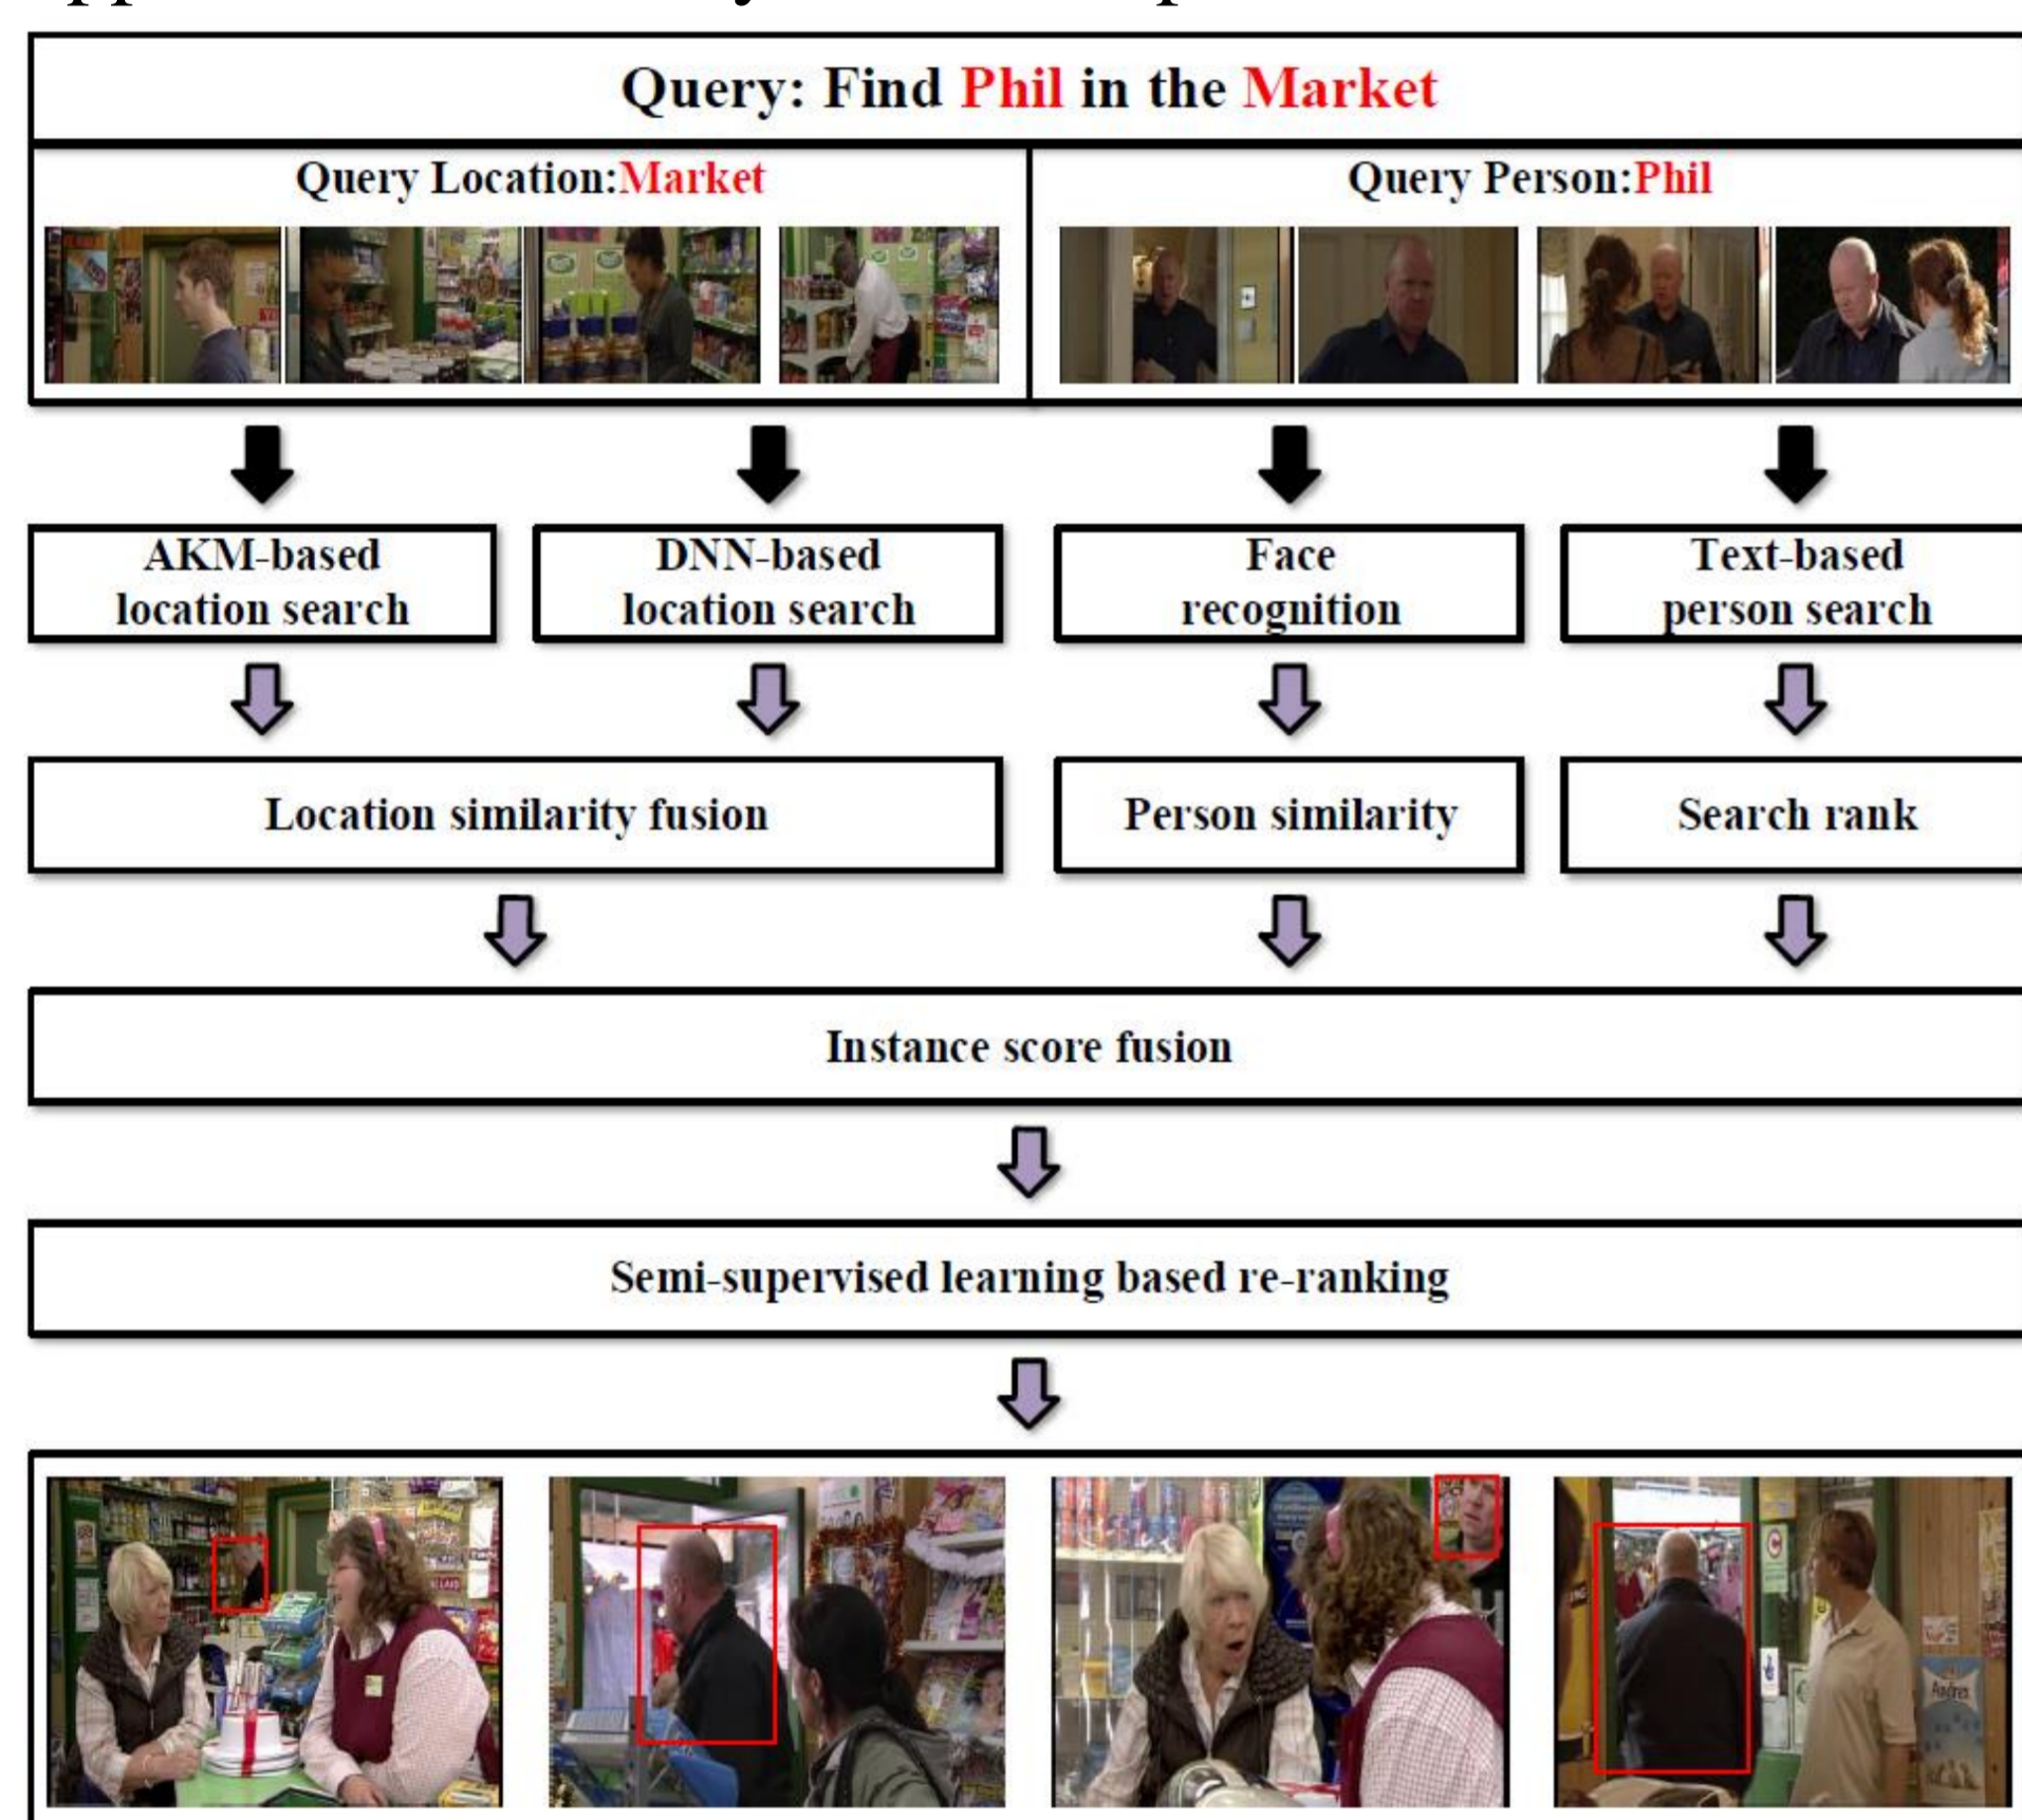 Query: Find Phil in the Market
Query Location:Market
Query Person:Phil
AKM-based
location search
DNN-based
location search
Face
recognition
Text-based
person search
Location similarity fusion
Person similarity
Search rank
Instance score fusion
Semi-supervised learning based re-ranking
Andrex